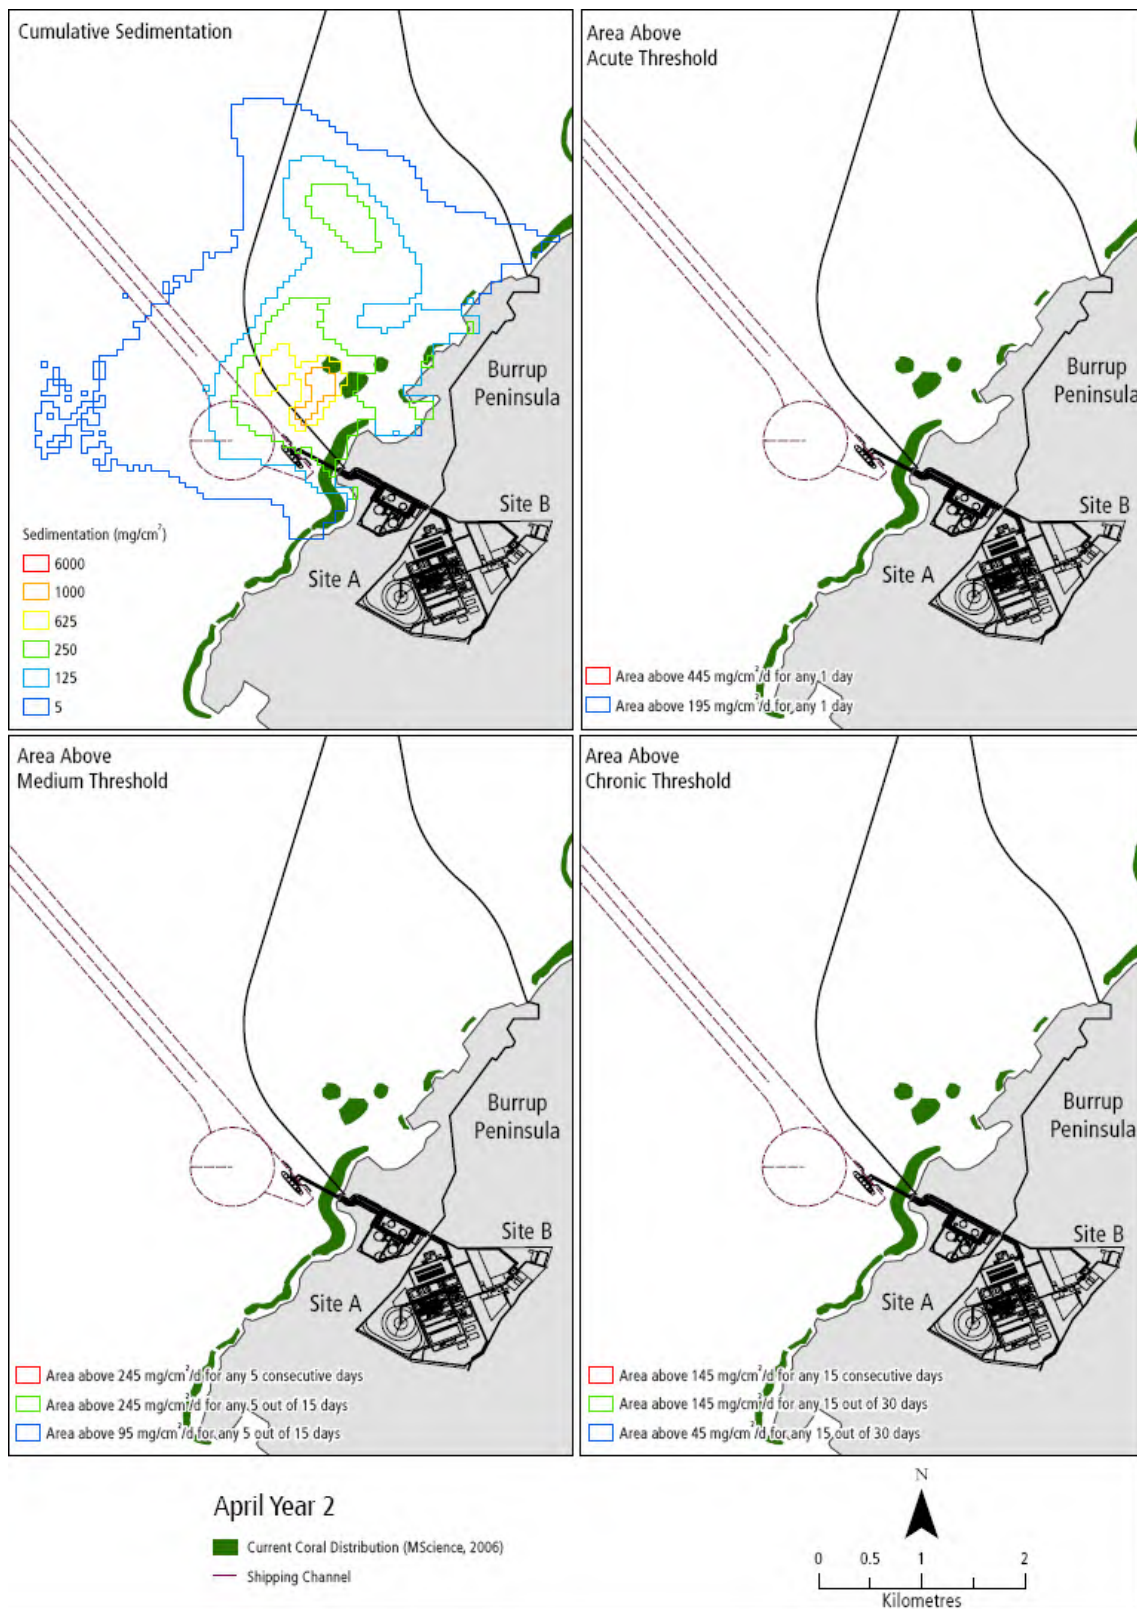 Cumulative Sedimentation
Burrup
Peninsula
Site B
Site A
Sedimentation (mg/cm²)
6000
1000
625
250
125
5
Area Above
Acute Threshold
Burrup
Peninsula
Site B
Site A
Area above 445 mg/cm²/d for any 1 day
Area above 195 mg/cm²/d for any 1 day
Area Above
Medium Threshold
Burrup
Peninsula
Site B
Site A
Area above 245 mg/cm²/d for any 5 consecutive days
Area above 245 mg/cm²/d for any 5 out of 15 days
Area above 95 mg/cm²/d for any 5 out of 15 days
Area Above
Chronic Threshold
Burrup
Peninsula
Site B
Site A
Area above 145 mg/cm²/d for any 15 consecutive days
Area above 145 mg/cm²/d for any 15 out of 30 days
Area above 45 mg/cm²/d for any 15 out of 30 days
April Year 2
Current Coral Distribution (MScience, 2006)
Shipping Channel
N
0 0.5 1 2
Kilometres